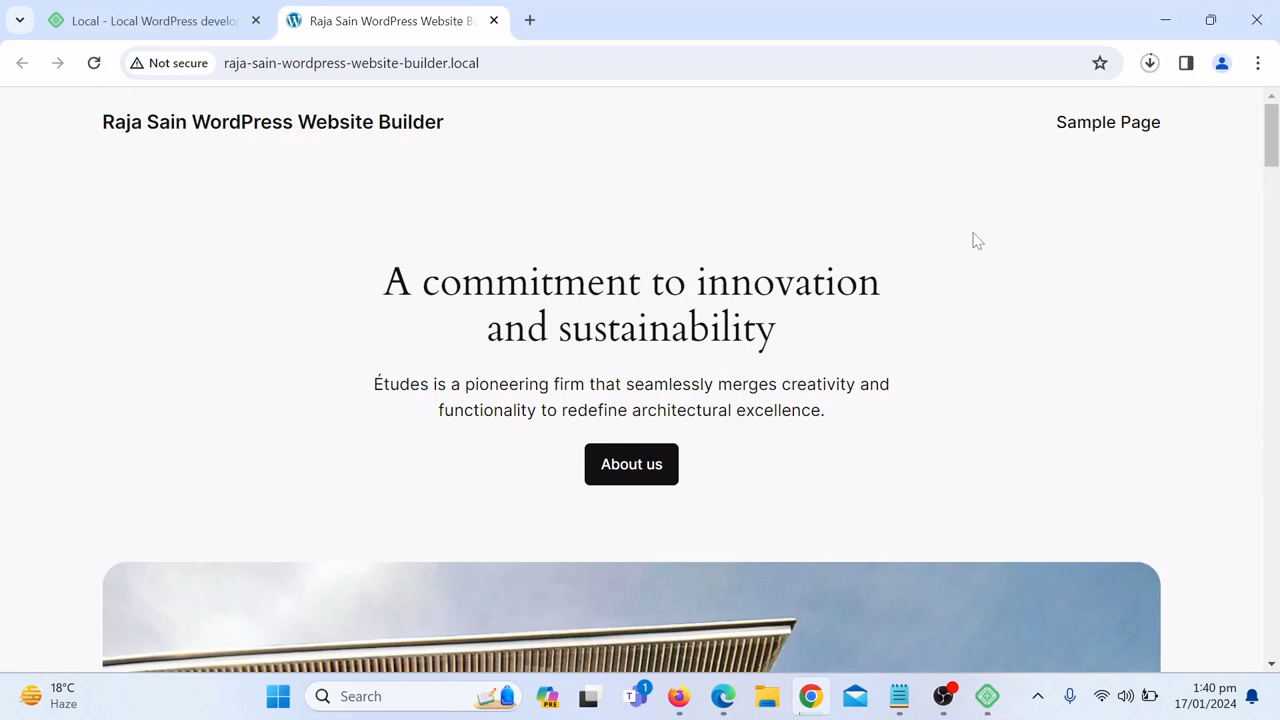 Local - Local WordPress develo
Raja Sain WordPress Website B
Not secure
raja-sain-wordpress-website-builder.local
Raja Sain WordPress Website Builder
Sample Page
A commitment to innovation
and sustainability
Études is a pioneering firm that seamlessly merges creativity and
functionality to redefine architectural excellence.
About us
18°C
Haze
Search
PRE
1
1:40 pm
17/01/2024